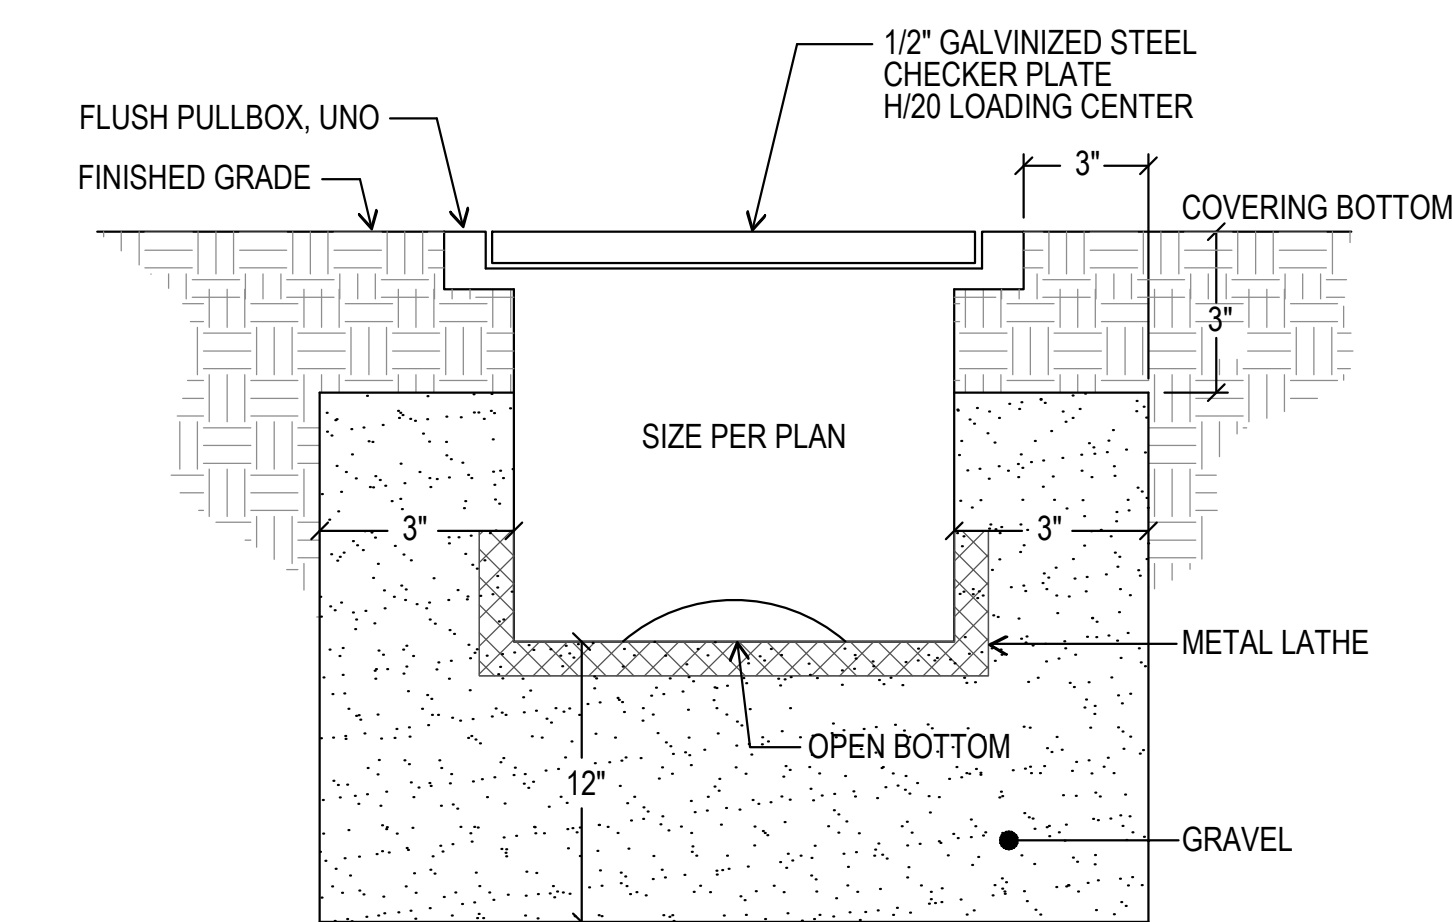 1/2" GALVINIZED STEEL
CHECKER PLATE
H/20 LOADING CENTER
FLUSH PULLBOX, UNO
3"
FINISHED GRADE
COVERING BOTTOM
3"
SIZE PER PLAN
3"
3"
METAL LATHE
OPEN BOTTOM
12"
GRAVEL